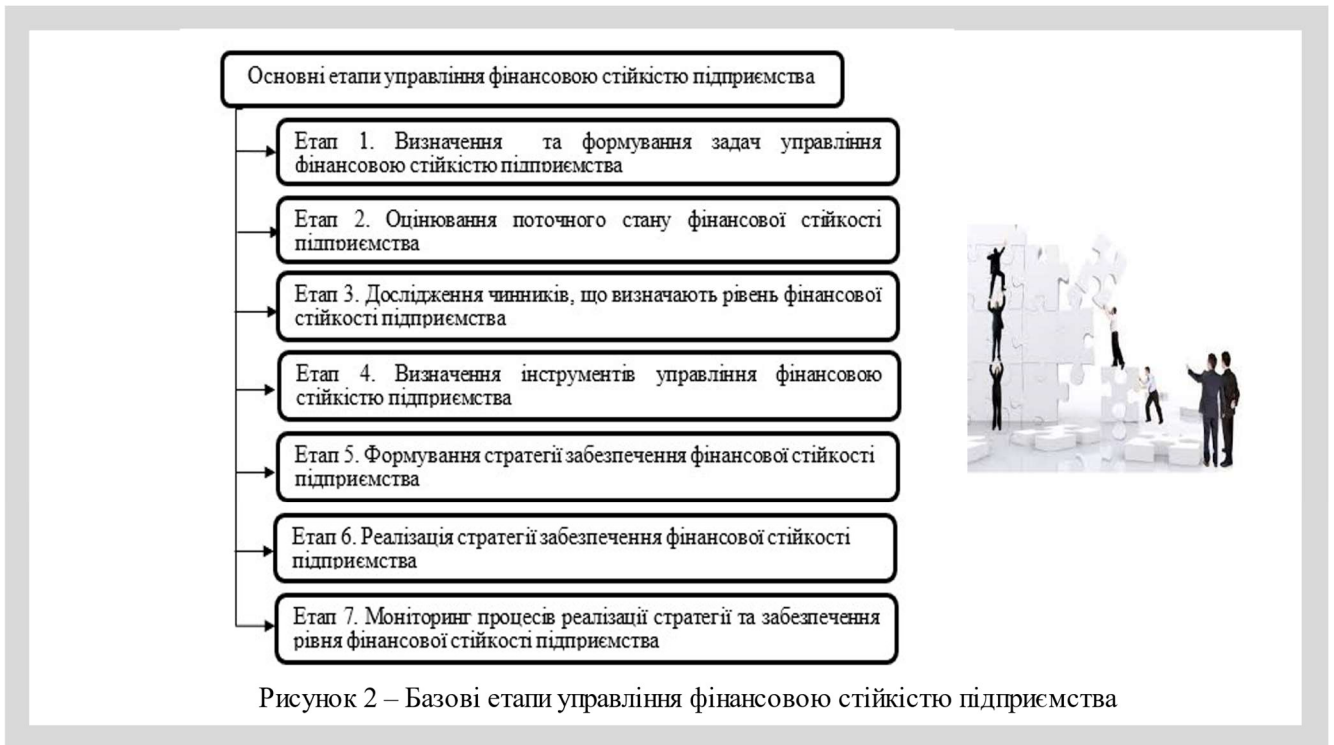 Основні етапи управління фінансовою стійкістю підприємства
Етап 1. Визначення та формування задач управління
фінансовою стійкістю підприємства
Етап 2. Оцінювання поточного стану фінансової стійкості
підприємства
Етап 3. Дослідження чинників, що визначають рівень фінансової
стійкості підприємства
Етап 4. Визначення інструментів управління фінансовою
стійкістю підприємства
Етап 5. Формування стратегії забезпечення фінансової стійкості
підприємства
Етап 6. Реалізація стратегії забезпечення фінансової стійкості
підприємства
Етап 7. Моніторинг процесів реалізації стратегії та забезпечення
рівня фінансової стійкості підприємства
Рисунок 2 – Базові етапи управління фінансовою стійкістю підприємства